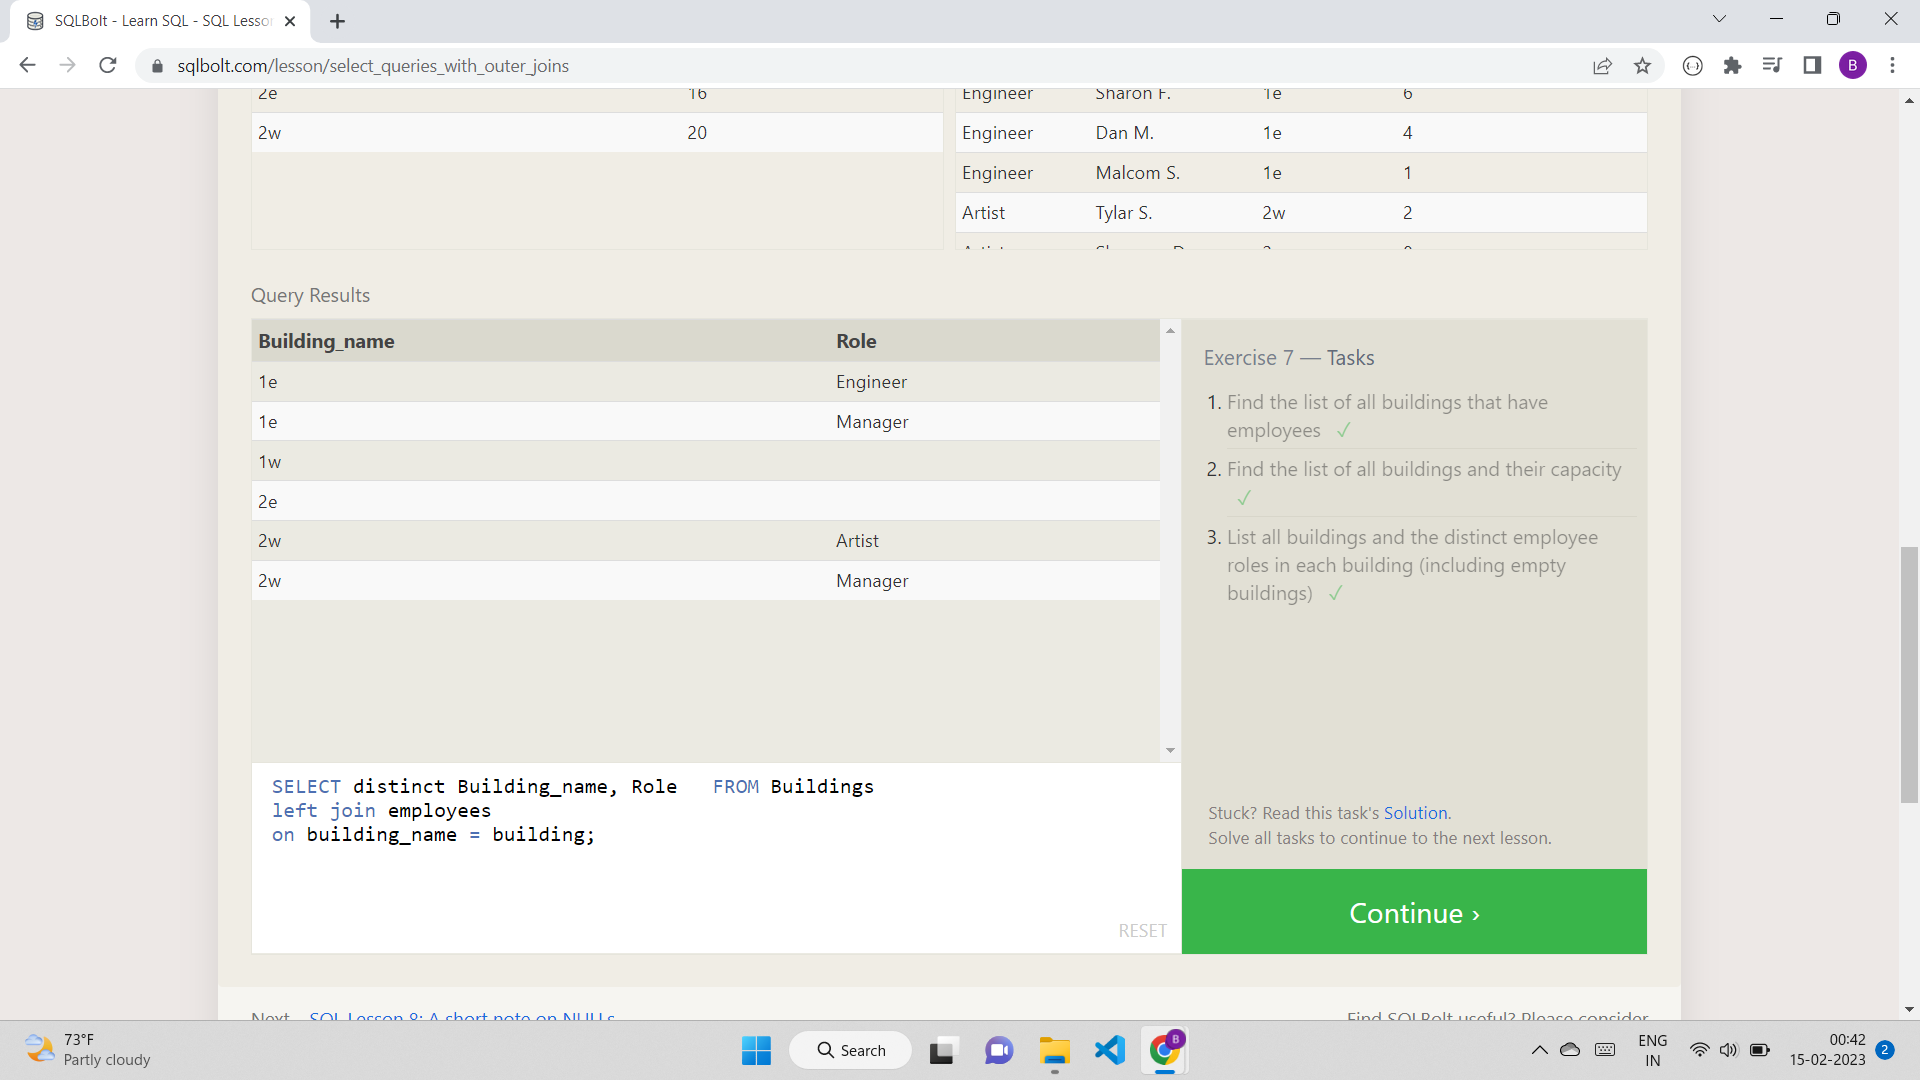 SQLBolt - Learn SQL - SQL Lesso
sqlbolt.com/lesson/select_queries_with_outer_joins
B
2e 16
2w 20
Engineer Sharon F. 1e 6
Engineer Dan M. 1e 4
Engineer Malcom S. 1e 1
Artist Tylar S. 2w 2
Query Results
Building_name Role
1e Engineer
1e Manager
1w
2e
2w Artist
2w Manager
Exercise 7 — Tasks
1. Find the list of all buildings that have
employees ✓
2. Find the list of all buildings and their capacity
✓
3. List all buildings and the distinct employee
roles in each building (including empty
buildings) ✓
SELECT distinct Building_name, Role FROM Buildings
left join employees
on building_name = building;
RESET
Stuck? Read this task's Solution.
Solve all tasks to continue to the next lesson.
Continue ›
Next – SQL Lesson 8: A short note on NULLs
Find SQLBolt useful? Please consider
73°F
Partly cloudy
Search
B
ENG
IN
00:42
15-02-2023
2